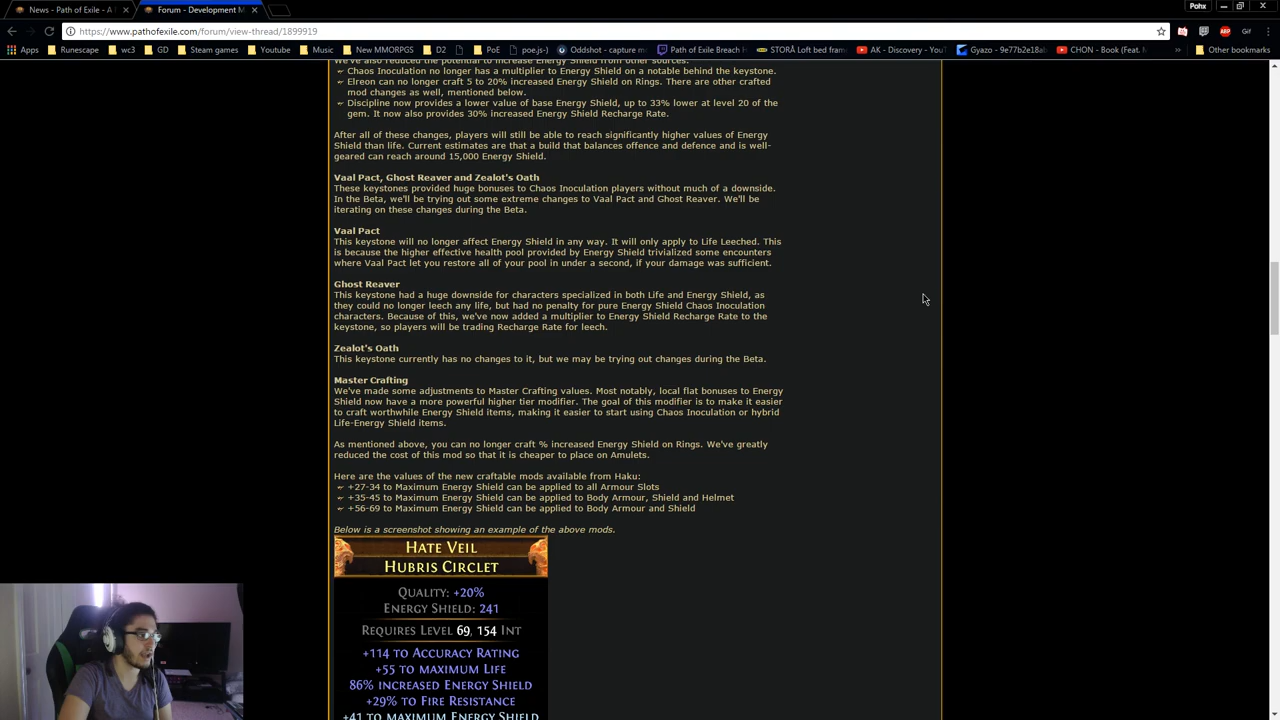 News - Path of Exile - A F
Forum - Development M
Pohx
https://www.pathofexile.com/forum/view-thread/1899919
Apps Runescape wc3 GD Steam games Youtube Music New MMORPGS D2 PoE poe.js-) Oddshot - capture m Path of Exile Breach H STORÅ Loft bed fram AK - Discovery - YouT Gyazo - 9e77b2e18ab CHON - Book (Feat. M Other bookmarks
We've also reduced the potential to increase Energy Shield from other sources.
Chaos Inoculation no longer has a multiplier to Energy Shield on a notable behind the keystone.
Elreon can no longer craft 5 to 20% increased Energy Shield on Rings. There are other crafted
mod changes as well, mentioned below.
Discipline now provides a lower value of base Energy Shield, up to 33% lower at level 20 of the
gem. It now also provides 30% increased Energy Shield Recharge Rate.
After all of these changes, players will still be able to reach significantly higher values of Energy
Shield than life. Current estimates are that a build that balances offence and defence and is well-
geared can reach around 15,000 Energy Shield.
Vaal Pact, Ghost Reaver and Zealot's Oath
These keystones provided huge bonuses to Chaos Inoculation players without much of a downside.
In the Beta, we'll be trying out some extreme changes to Vaal Pact and Ghost Reaver. We'll be
iterating on these changes during the Beta.
Vaal Pact
This keystone will no longer affect Energy Shield in any way. It will only apply to Life Leeched. This
is because the higher effective health pool provided by Energy Shield trivialized some encounters
where Vaal Pact let you restore all of your pool in under a second, if your damage was sufficient.
Ghost Reaver
This keystone had a huge downside for characters specialized in both Life and Energy Shield, as
they could no longer leech any life, but had no penalty for pure Energy Shield Chaos Inoculation
characters. Because of this, we've now added a multiplier to Energy Shield Recharge Rate to the
keystone, so players will be trading Recharge Rate for leech.
Zealot's Oath
This keystone currently has no changes to it, but we may be trying out changes during the Beta.
Master Crafting
We've made some adjustments to Master Crafting values. Most notably, local flat bonuses to Energy
Shield now have a more powerful higher tier modifier. The goal of this modifier is to make it easier
to craft worthwhile Energy Shield items, making it easier to start using Chaos Inoculation or hybrid
Life-Energy Shield items.
As mentioned above, you can no longer craft % increased Energy Shield on Rings. We've greatly
reduced the cost of this mod so that it is cheaper to place on Amulets.
Here are the values of the new craftable mods available from Haku:
+27-34 to Maximum Energy Shield can be applied to all Armour Slots
+35-45 to Maximum Energy Shield can be applied to Body Armour, Shield and Helmet
+56-69 to Maximum Energy Shield can be applied to Body Armour and Shield
Below is a screenshot showing an example of the above mods.
Hate Veil
Hubris Circlet
Quality: +20%
Energy Shield: 241
Requires Level 69, 154 Int
+114 to Accuracy Rating
+55 to maximum Life
86% increased Energy Shield
+29% to Fire Resistance
+41 to maximum Energy Shield